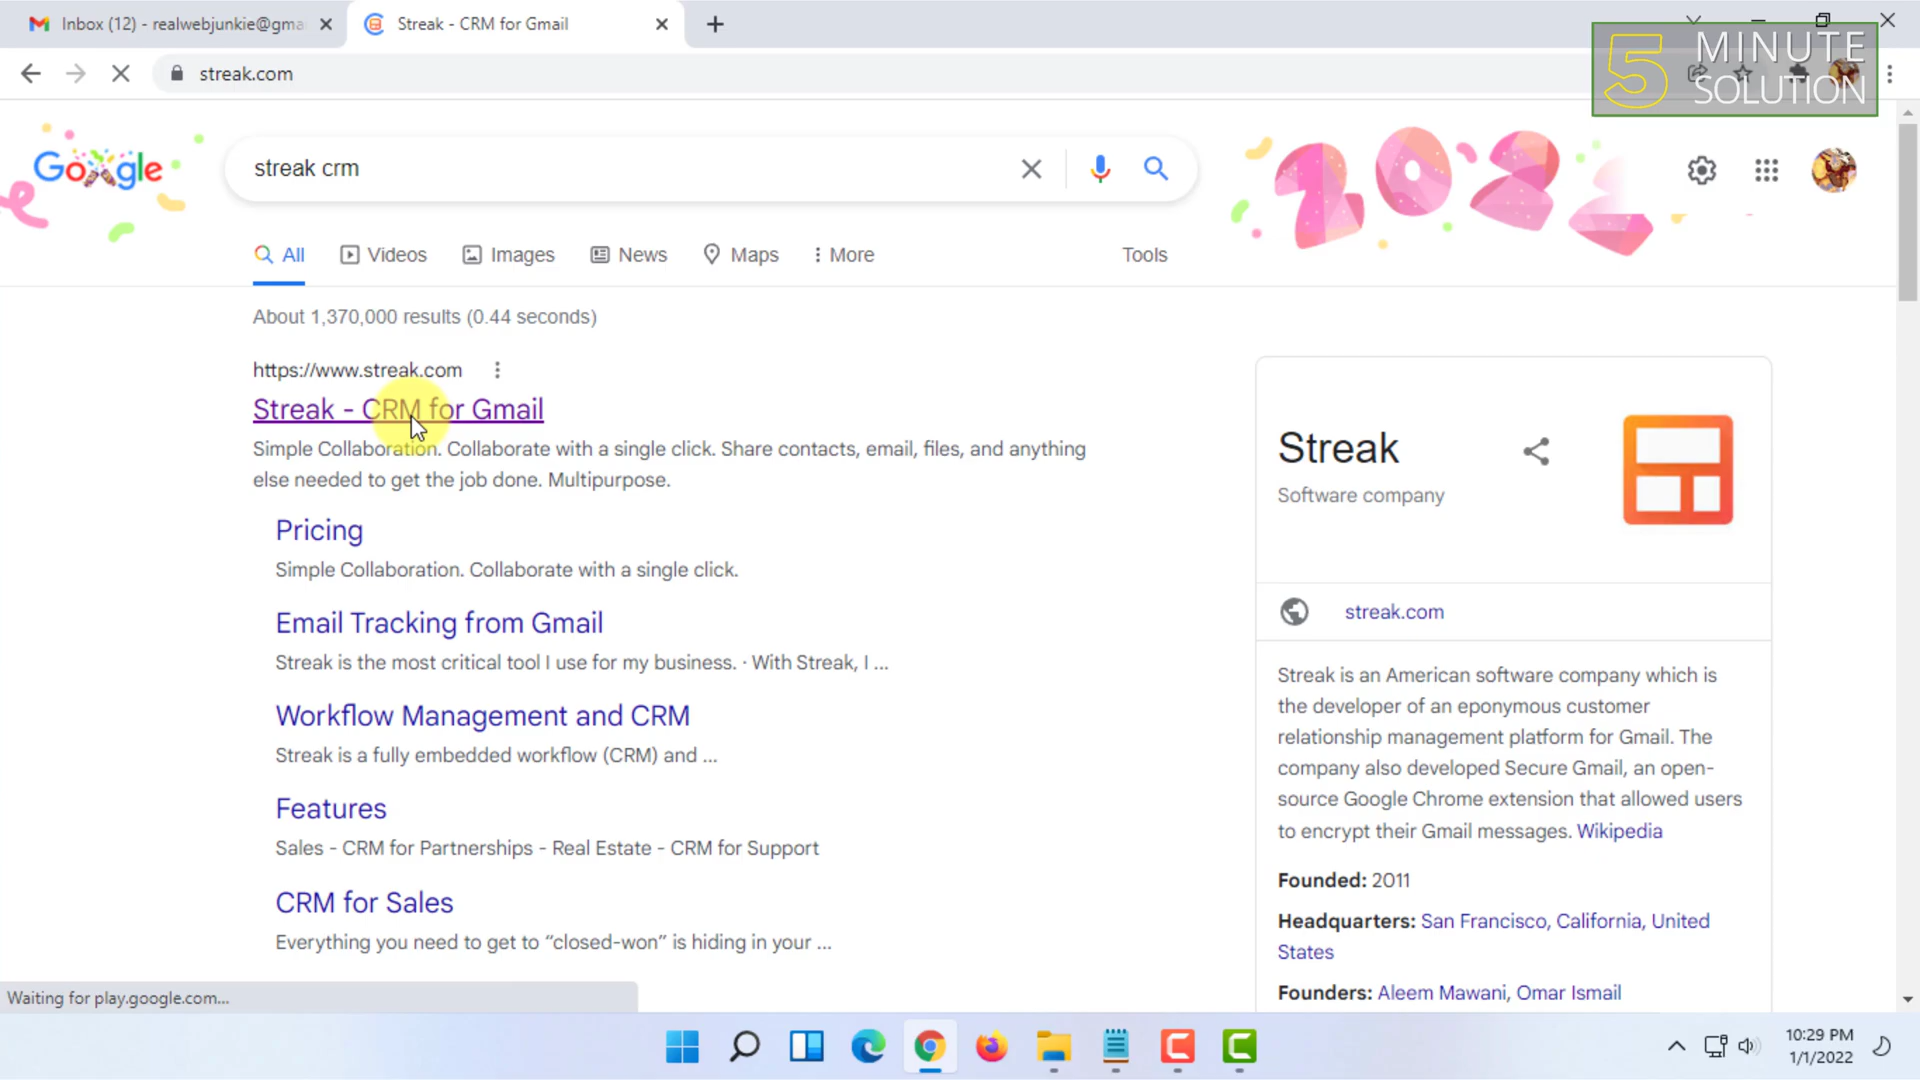 Inbox (12) - realwebjunkie@gma
Streak - CRM for Gmail
streak.com
5 MINUTE
SOLUTION
Google
streak crm
2022
All
Videos
Images
News
Maps
More
Tools
About 1,370,000 results (0.44 seconds)
https://www.streak.com
Streak - CRM for Gmail
Simple Collaboration. Collaborate with a single click. Share contacts, email, files, and anything
else needed to get the job done. Multipurpose.
Pricing
Simple Collaboration. Collaborate with a single click.
Email Tracking from Gmail
Streak is the most critical tool I use for my business. · With Streak, I ...
Workflow Management and CRM
Streak is a fully embedded workflow (CRM) and ...
Features
Sales - CRM for Partnerships - Real Estate - CRM for Support
CRM for Sales
Everything you need to get to “closed-won” is hiding in your ...
Streak
Software company
streak.com
Streak is an American software company which is
the developer of an eponymous customer
relationship management platform for Gmail. The
company also developed Secure Gmail, an open-
source Google Chrome extension that allowed users
to encrypt their Gmail messages. Wikipedia
Founded: 2011
Headquarters: San Francisco, California, United
States
Founders: Aleem Mawani, Omar Ismail
Waiting for play.google.com...
10:29 PM
1/1/2022